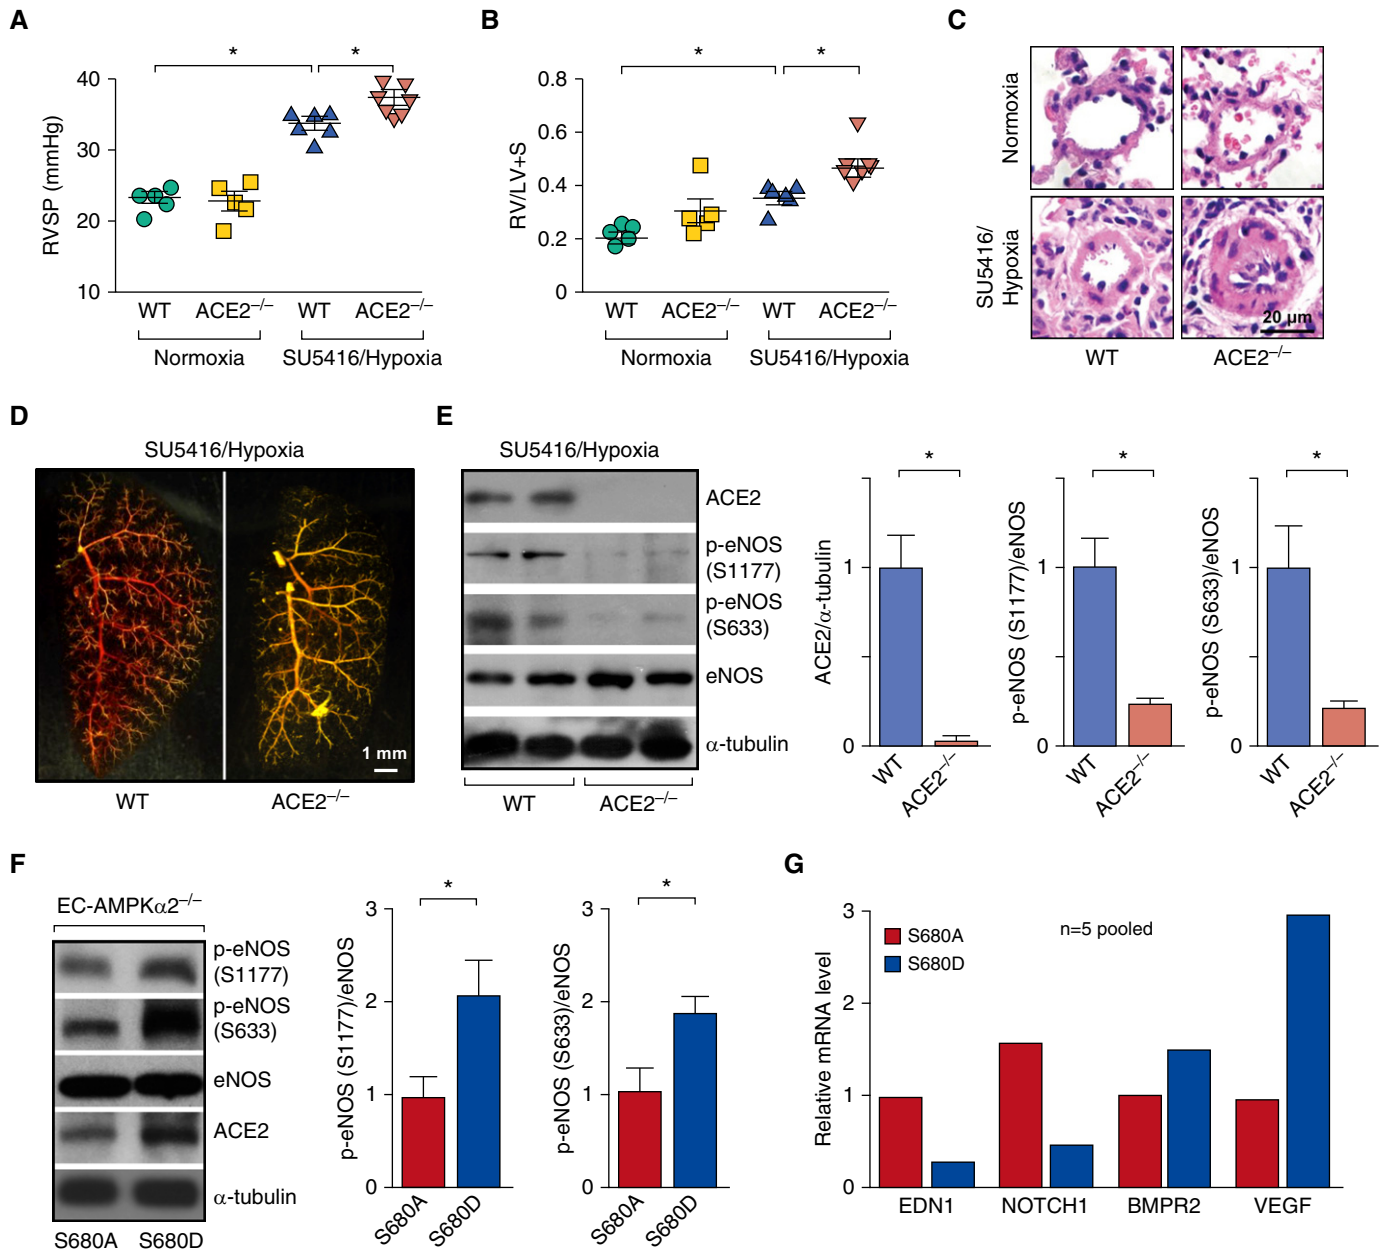 A
RVSP (mmHg)
40
30
20
10
*
*
WT
ACE2−/−
WT
ACE2−/−
Normoxia
SU5416/Hypoxia
B
RV/LV+S
0.8
0.6
0.4
0.2
0
*
*
WT
ACE2−/−
WT
ACE2−/−
Normoxia
SU5416/Hypoxia
C
Normoxia
SU5416/
Hypoxia
20 µm
WT
ACE2−/−
D
SU5416/Hypoxia
1 mm
WT
ACE2−/−
E
SU5416/Hypoxia
ACE2
p-eNOS
(S1177)
p-eNOS
(S633)
eNOS
α-tubulin
WT
ACE2−/−
ACE2/α-tubulin
1
0
*
WT
ACE2−/−
p-eNOS (S1177)/eNOS
1
0
*
WT
ACE2−/−
p-eNOS (S633)/eNOS
1
0
*
WT
ACE2−/−
F
EC-AMPKα2−/−
p-eNOS
(S1177)
p-eNOS
(S633)
eNOS
ACE2
α-tubulin
S680A
S680D
p-eNOS (S1177)/eNOS
3
2
1
0
*
S680A
S680D
p-eNOS (S633)/eNOS
3
2
1
0
*
S680A
S680D
G
Relative mRNA level
3
2
1
0
S680A
S680D
n=5 pooled
EDN1
NOTCH1
BMPR2
VEGF